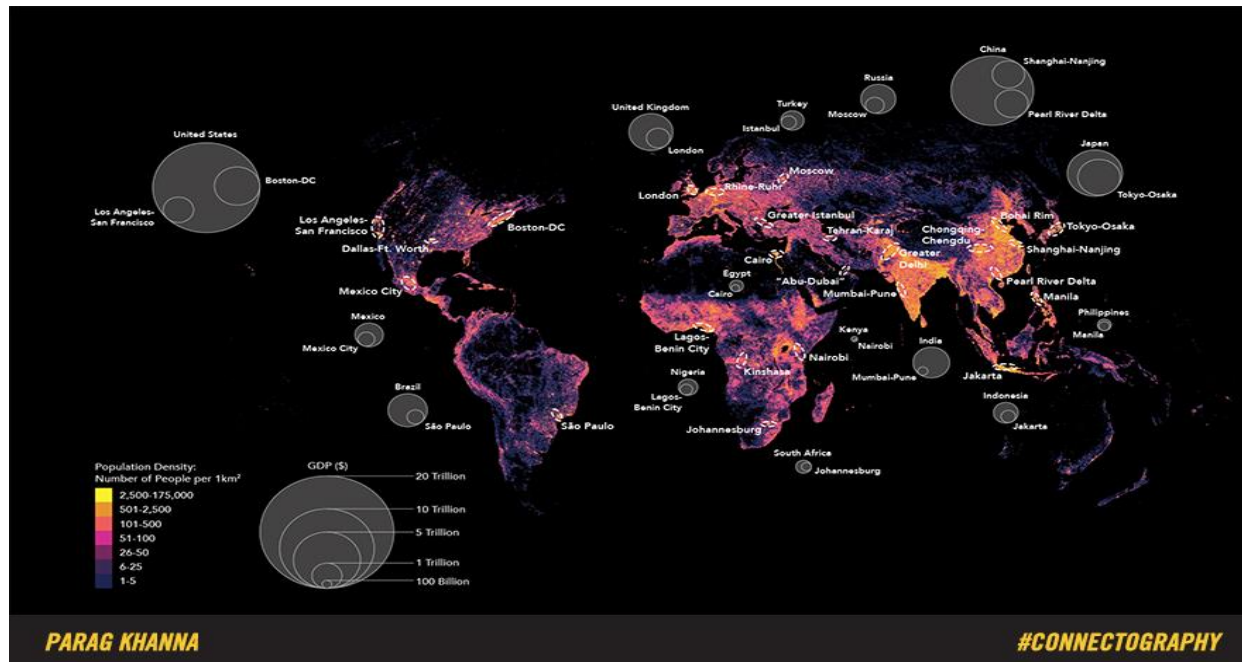 China
Shanghai-Nanjing
Russia
Moscow
Pearl River Delta
United Kingdom
London
Turkey
Istanbul
Japan
Tokyo-Osaka
United States
Boston-DC
Los Angeles-
San Francisco
Los Angeles-
San Francisco
Dallas-Ft. Worth
Boston-DC
Mexico City
London
Rhine-Ruhr
Moscow
Greater Istanbul
Tehran-Karaj
Cairo
"Abu-Dubai"
Greater
Delhi
Mumbai-Pune
Chongqing-
Chengdu
Bohai Rim
Tokyo-Osaka
Shanghai-Nanjing
Pearl River Delta
Manila
Egypt
Cairo
Philippines
Manila
Mexico
Mexico City
Lagos-
Benin City
Kinshasa
Nairobi
Kenya
Nairobi
India
Mumbai-Pune
Jakarta
Nigeria
Lagos-
Benin City
Indonesia
Jakarta
Brazil
São Paulo
São Paulo
Johannesburg
South Africa
Johannesburg
Population Density:
Number of People per 1km²
2,500-175,000
501-2,500
101-500
51-100
26-50
6-25
1-5
GDP ($)
20 Trillion
10 Trillion
5 Trillion
1 Trillion
100 Billion
PARAG KHANNA
#CONNECTOGRAPHY